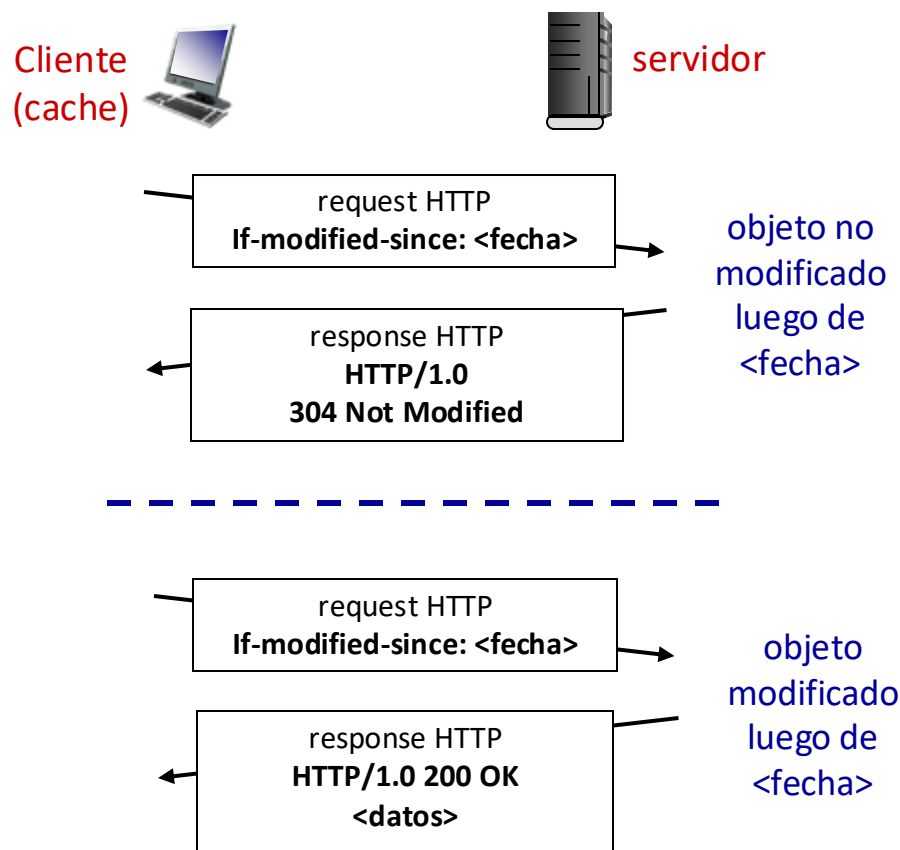 Cliente
(cache)
servidor
request HTTP
If-modified-since: <fecha>
objeto no
modificado
luego de
<fecha>
response HTTP
HTTP/1.0
304 Not Modified
request HTTP
If-modified-since: <fecha>
objeto
modificado
luego de
<fecha>
response HTTP
HTTP/1.0 200 OK
<datos>